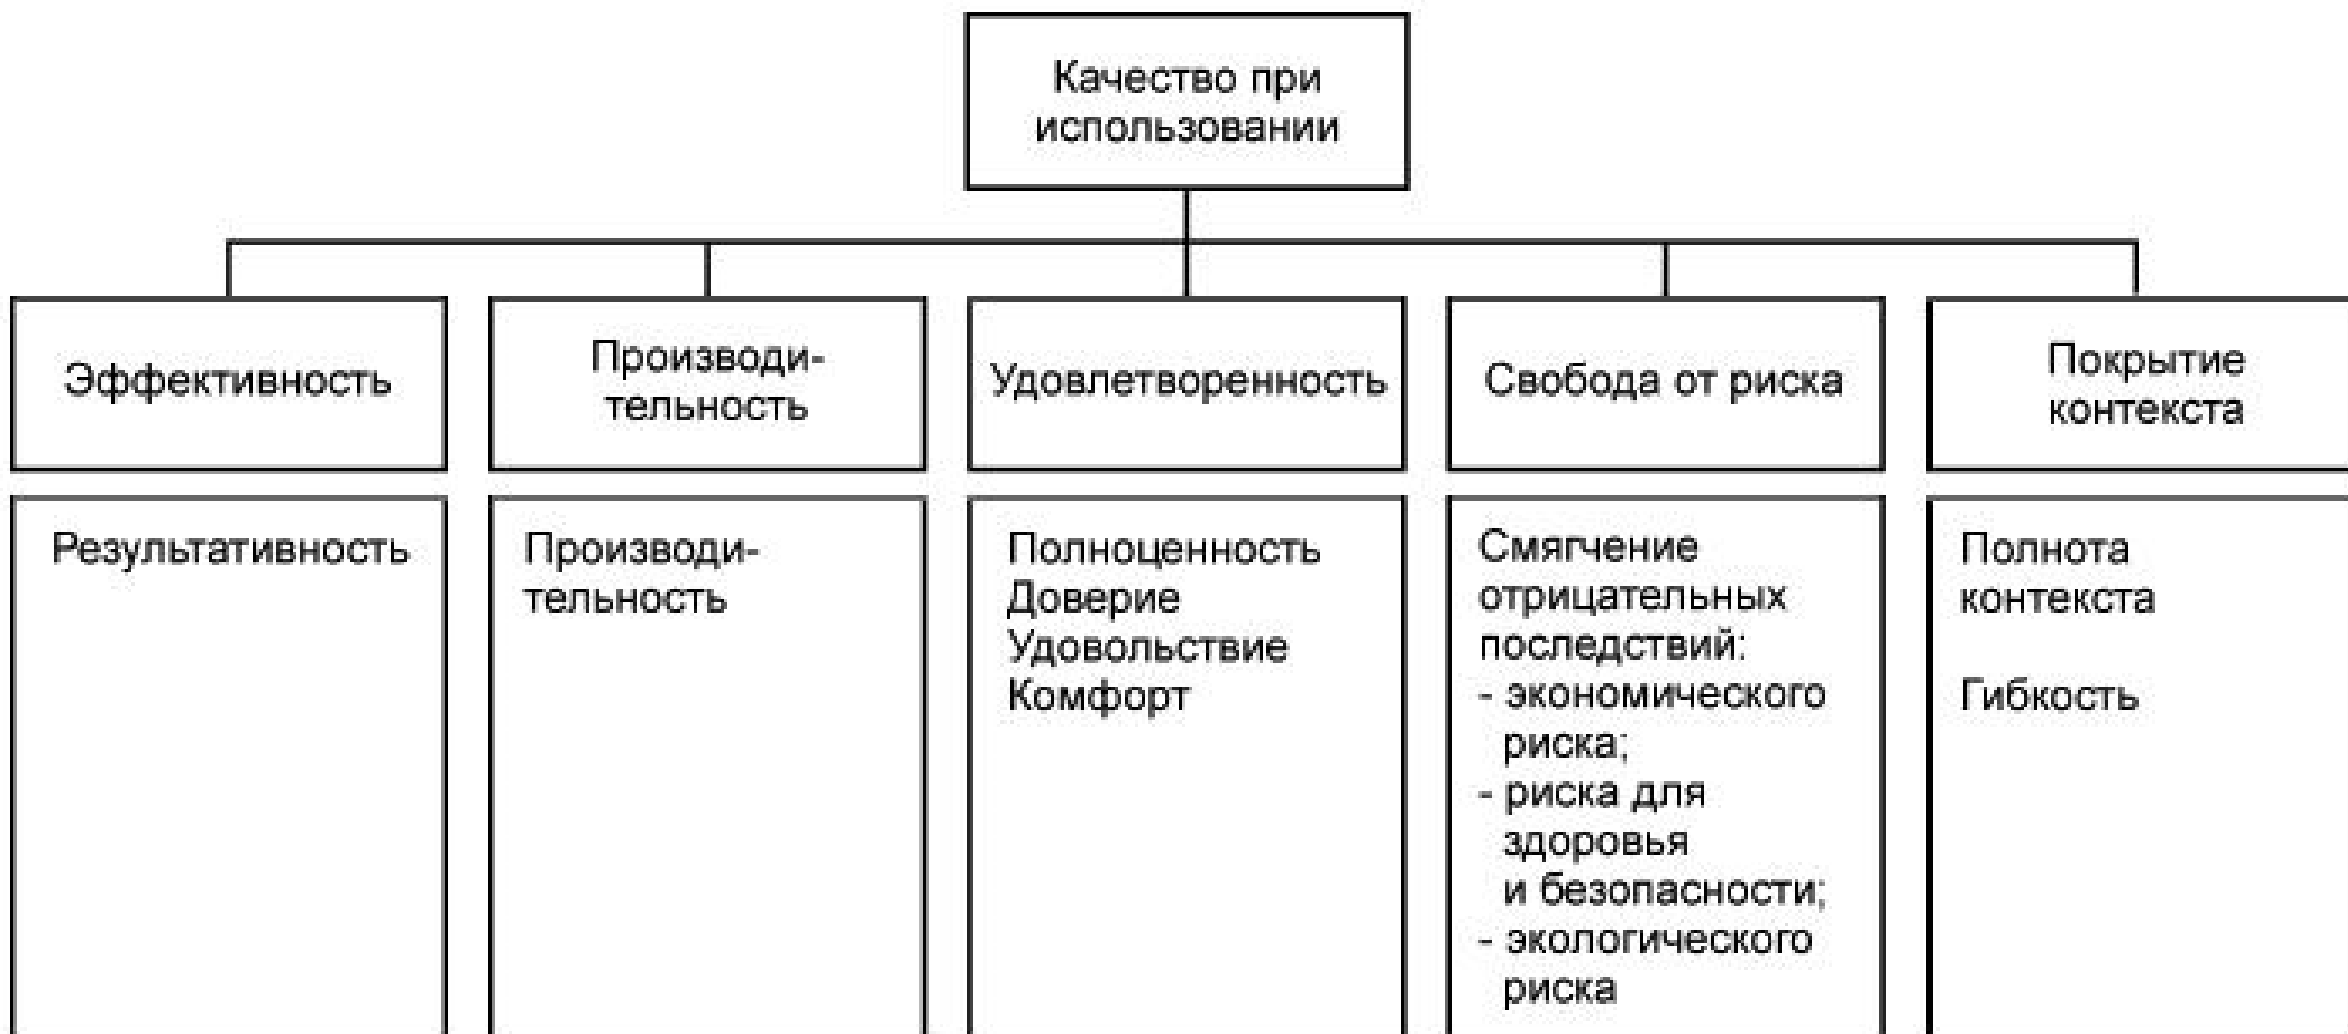 Качество при
использовании
Эффективность
Производи-
тельность
Удовлетворенность
Свобода от риска
Покрытие
контекста
Результативность
Производи-
тельность
Полноценность
Доверие
Удовольствие
Комфорт
Смягчение
отрицательных
последствий:
- экономического
риска;
- риска для
здоровья
и безопасности;
- экологического
риска
Полнота
контекста
Гибкость